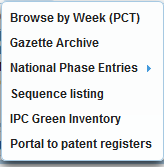 Browse by Week (PCT)
Gazette Archive
National Phase Entries
Sequence listing
IPC Green Inventory
Portal to patent registers